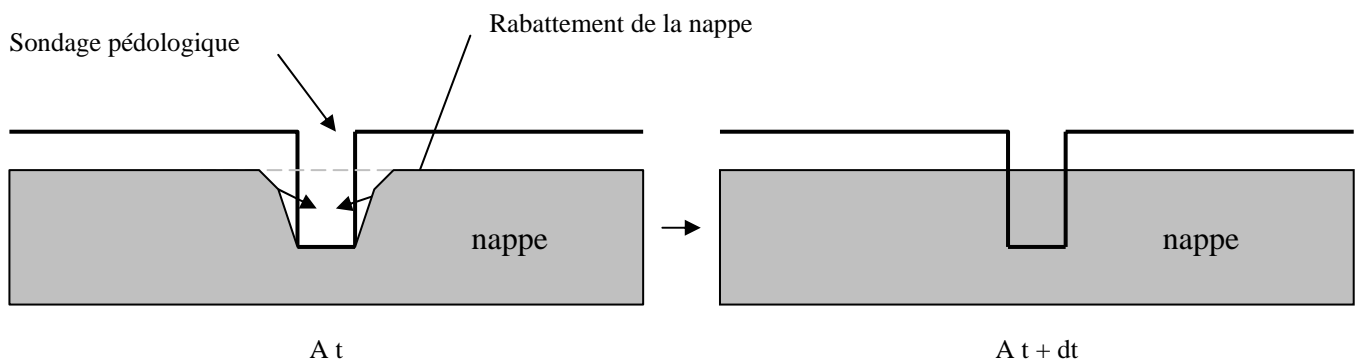 Rabattement de la nappe
Sondage pédologique
nappe
nappe
A t
A t + dt